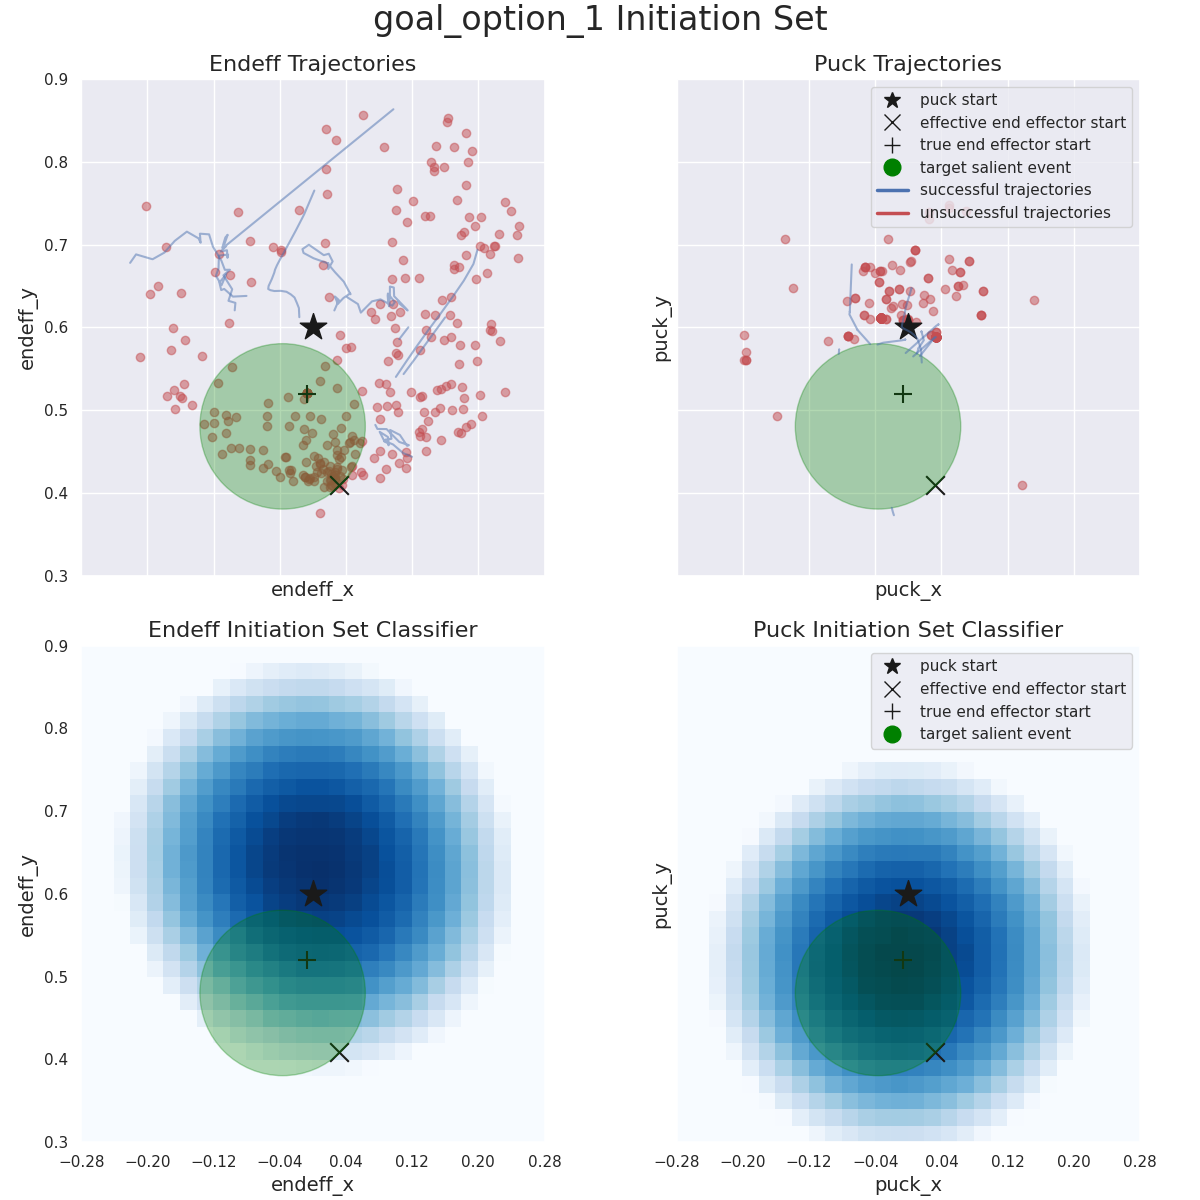 goal_option_1 Initiation Set
Endeff Trajectories
0.9
0.8
0.7
0.6
0.5
0.4
0.3
endeff_y
endeff_x
Puck Trajectories
puck start
effective end effector start
true end effector start
target salient event
successful trajectories
unsuccessful trajectories
puck_y
puck_x
Endeff Initiation Set Classifier
0.9
0.8
0.7
0.6
0.5
0.4
0.3
endeff_y
−0.28 −0.20 −0.12 −0.04 0.04 0.12 0.20 0.28
endeff_x
Puck Initiation Set Classifier
puck start
effective end effector start
true end effector start
target salient event
puck_y
−0.28 −0.20 −0.12 −0.04 0.04 0.12 0.20 0.28
puck_x